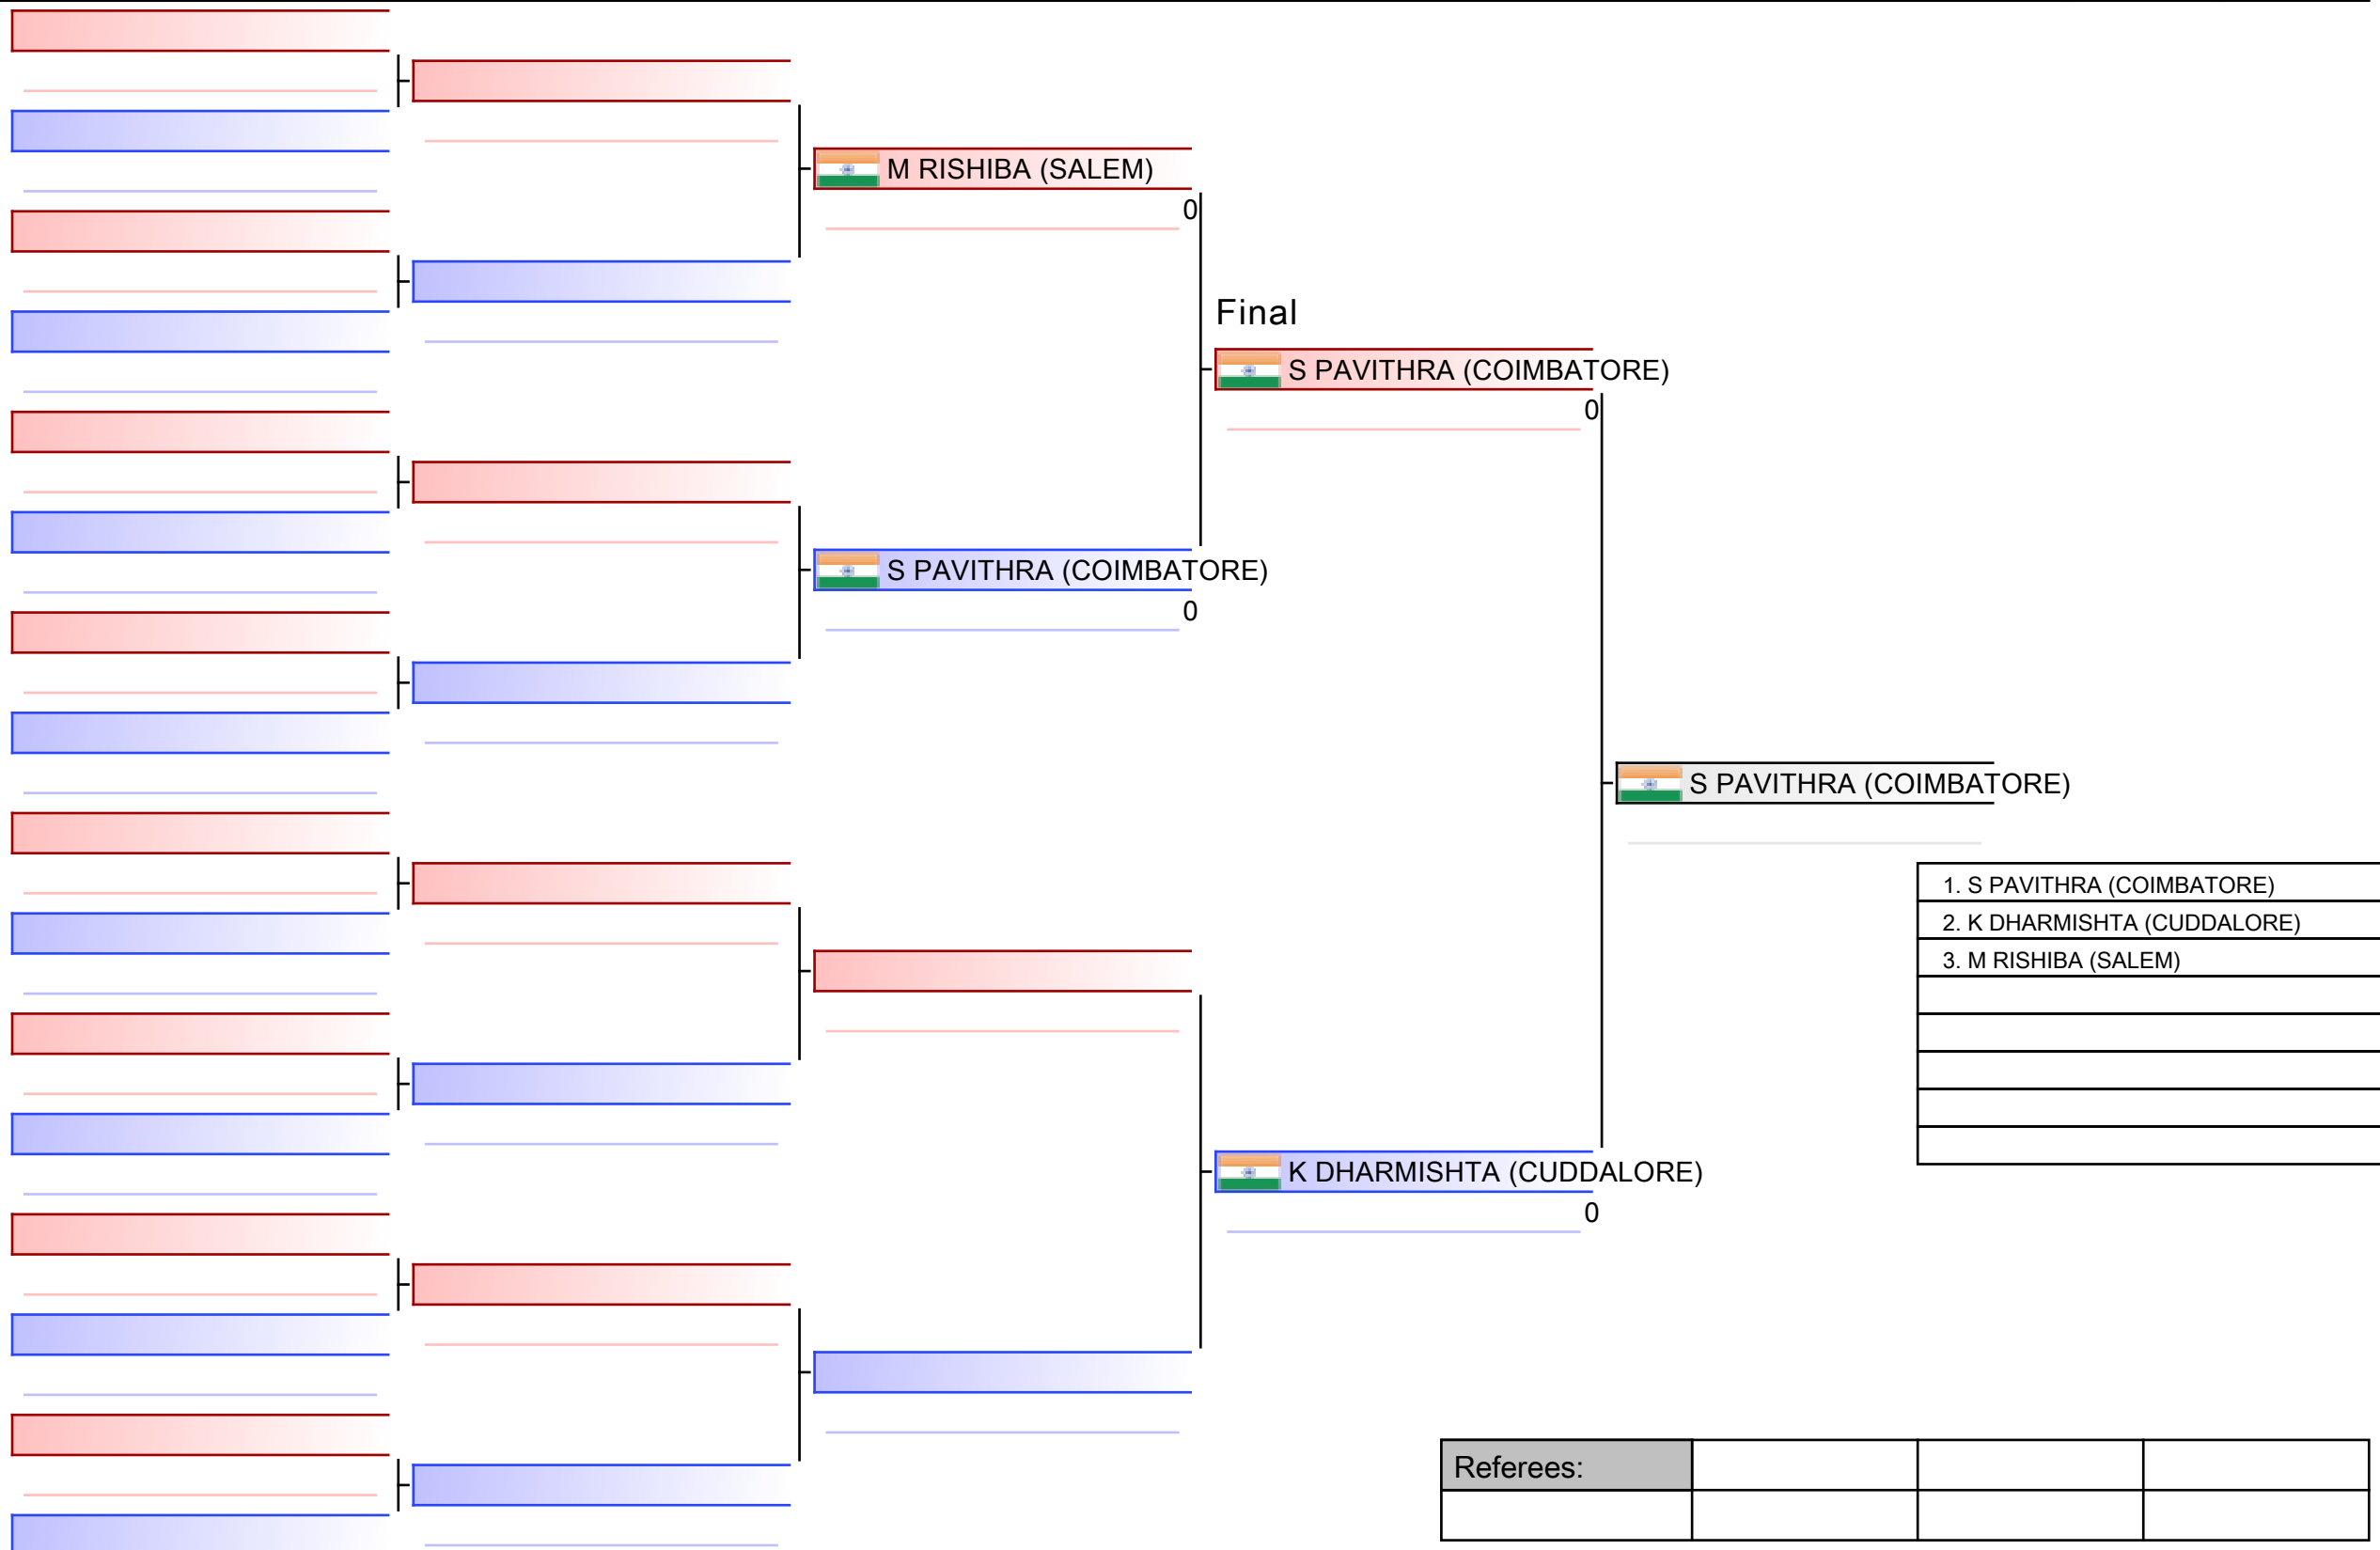 M RISHIBA (SALEM)
0
Final
S PAVITHRA (COIMBATORE)
0
S PAVITHRA (COIMBATORE)
0
S PAVITHRA (COIMBATORE)
1. S PAVITHRA (COIMBATORE)
2. K DHARMISHTA (CUDDALORE)
3. M RISHIBA (SALEM)
K DHARMISHTA (CUDDALORE)
0
Referees: